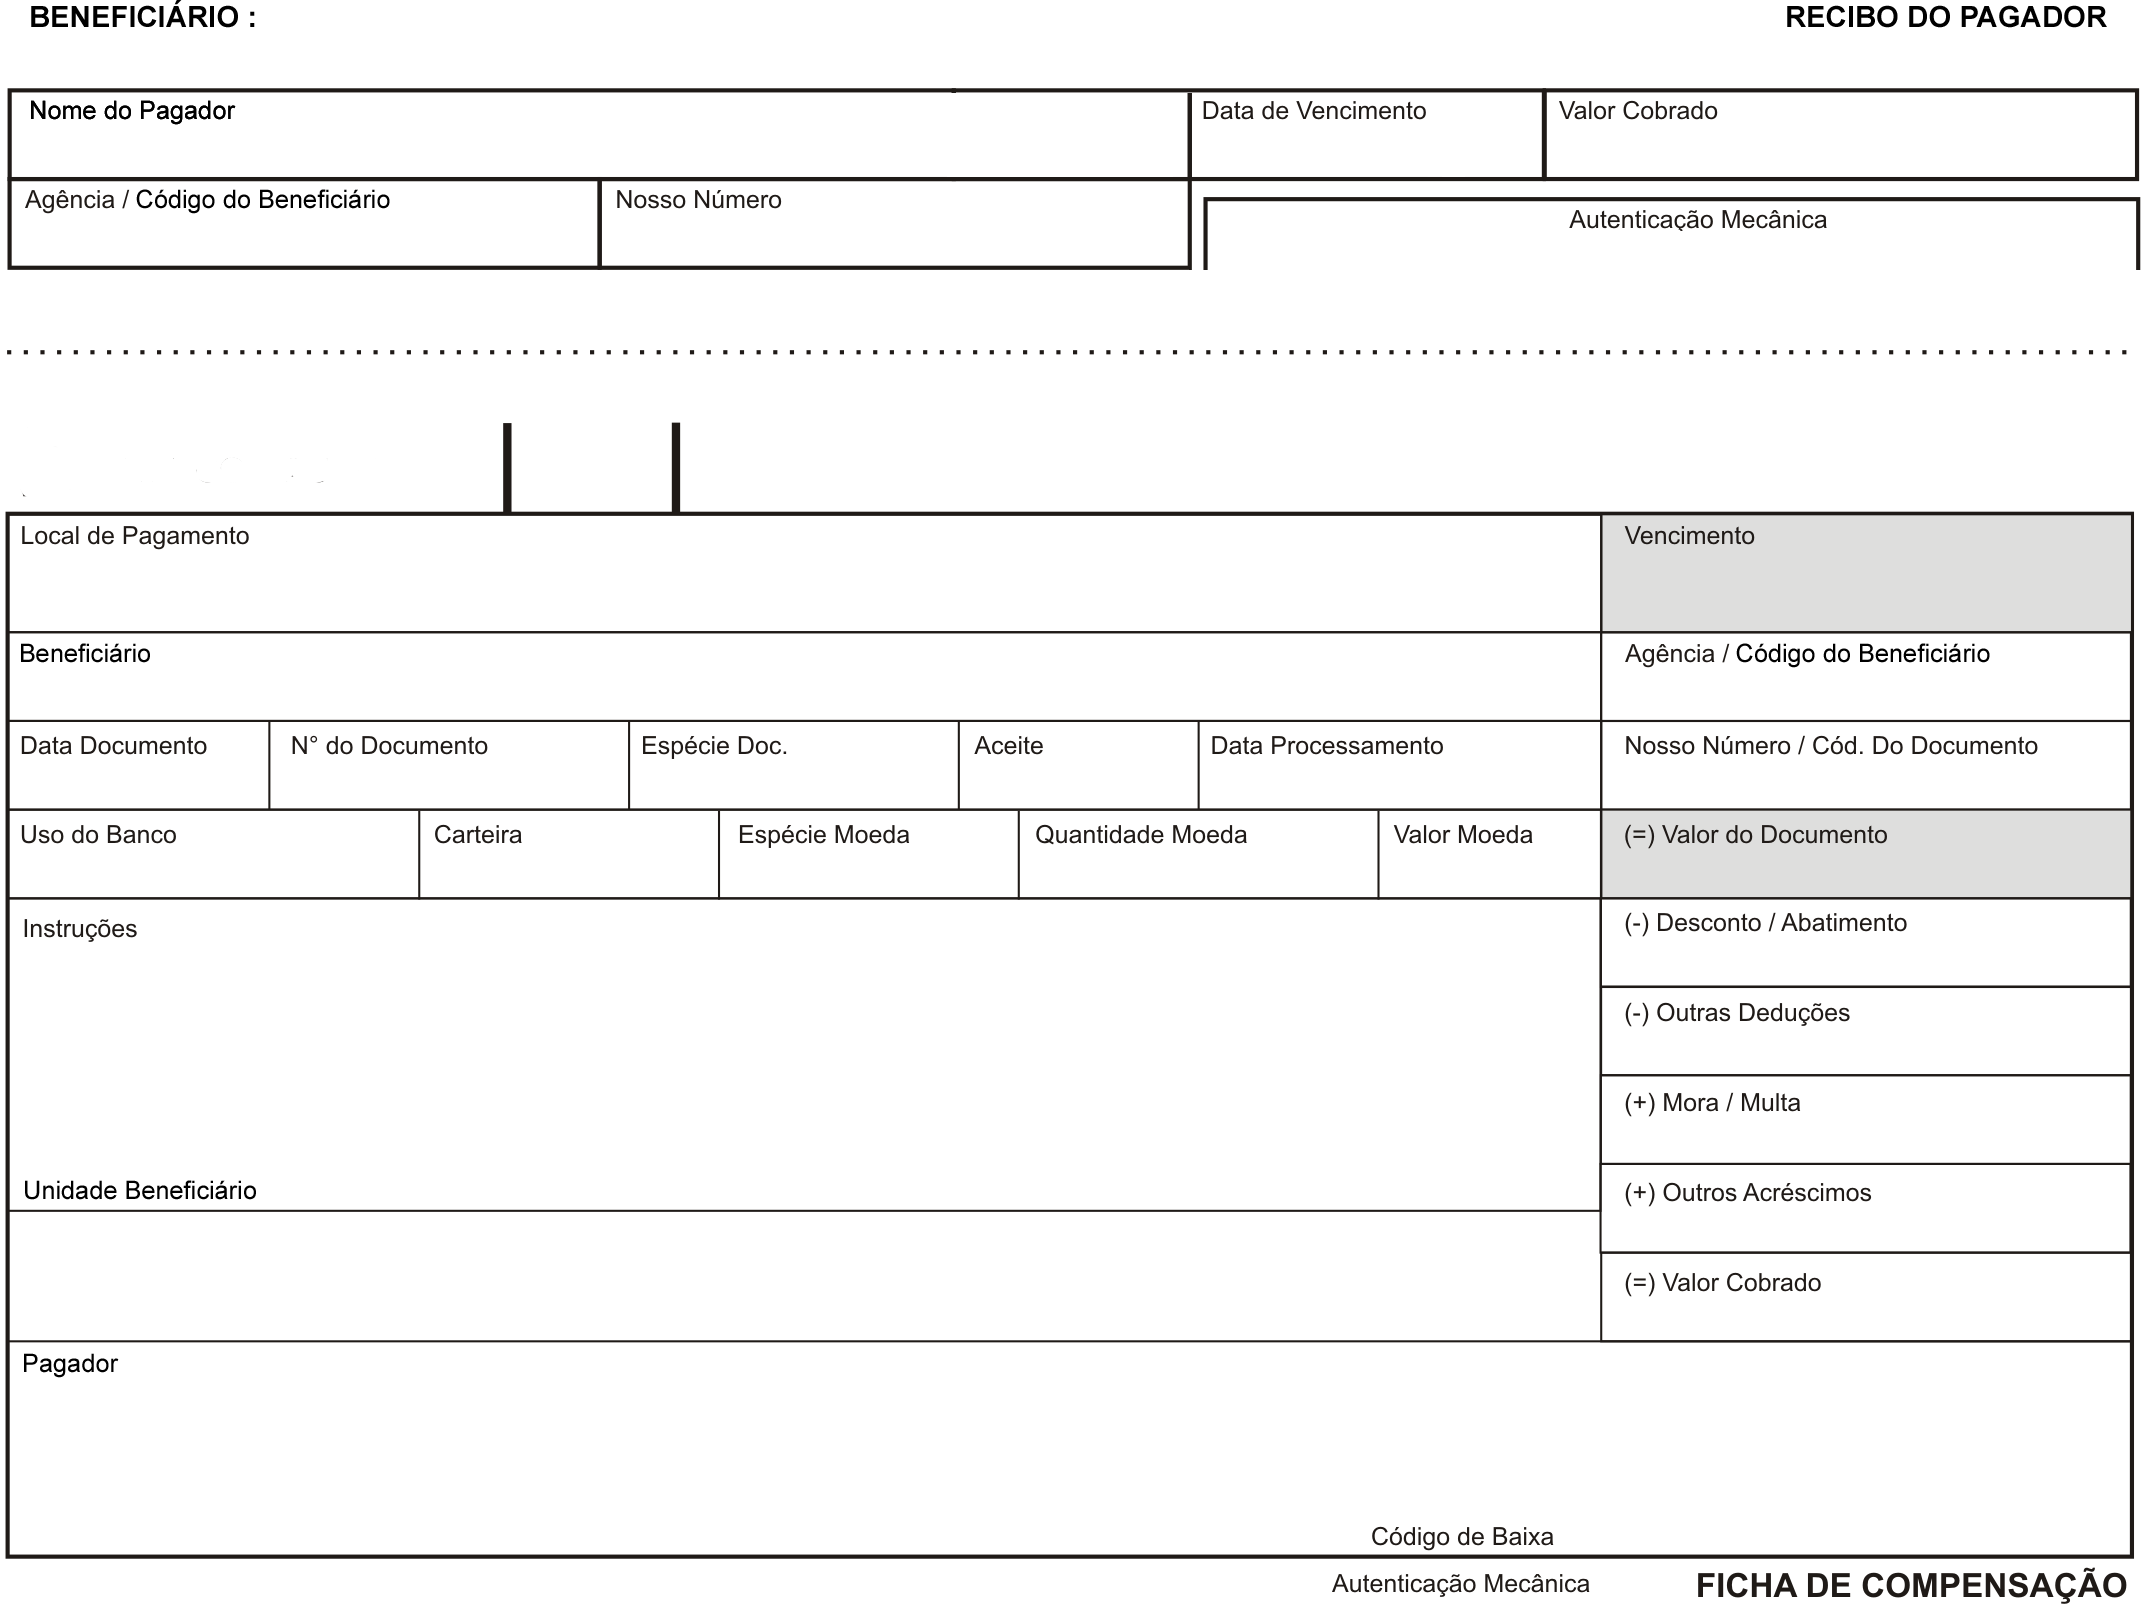 BENEFICIÁRIO : RECIBO DO PAGADOR
Nome do Pagador Data de Vencimento Valor Cobrado
Agência / Código do Beneficiário Nosso Número Autenticação Mecânica
Local de Pagamento Vencimento
Beneficiário Agência / Código do Beneficiário
Data Documento N° do Documento Espécie Doc. Aceite Data Processamento Nosso Número / Cód. Do Documento
Uso do Banco Carteira Espécie Moeda Quantidade Moeda Valor Moeda (=) Valor do Documento
Instruções (-) Desconto / Abatimento
(-) Outras Deduções
(+) Mora / Multa
Unidade Beneficiário (+) Outros Acréscimos
(=) Valor Cobrado
Pagador
Código de Baixa
Autenticação Mecânica FICHA DE COMPENSAÇÃO